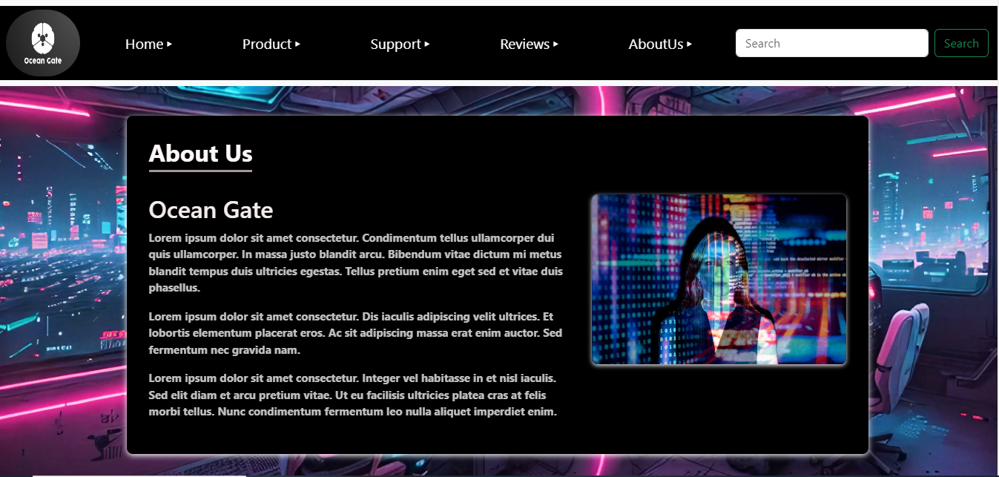 Ocean Gate
Home ▸
Product ▸
Support ▸
Reviews ▸
AboutUs ▸
Search
Search
About Us
Ocean Gate
Lorem ipsum dolor sit amet consectetur. Condimentum tellus ullamcorper dui
quis ullamcorper. In massa justo blandit arcu. Bibendum vitae dictum mi metus
blandit tempus duis ultricies egestas. Tellus pretium enim eget sed et vitae duis
phasellus.
Lorem ipsum dolor sit amet consectetur. Dis iaculis adipiscing velit ultrices. Et
lobortis elementum placerat eros. Ac sit adipiscing massa erat enim auctor. Sed
fermentum nec gravida nam.
Lorem ipsum dolor sit amet consectetur. Integer vel habitasse in et nisl iaculis.
Sed elit diam et arcu pretium vitae. Ut eu facilisis ultricies platea cras at felis
morbi tellus. Nunc condimentum fermentum leo nulla aliquet imperdiet enim.